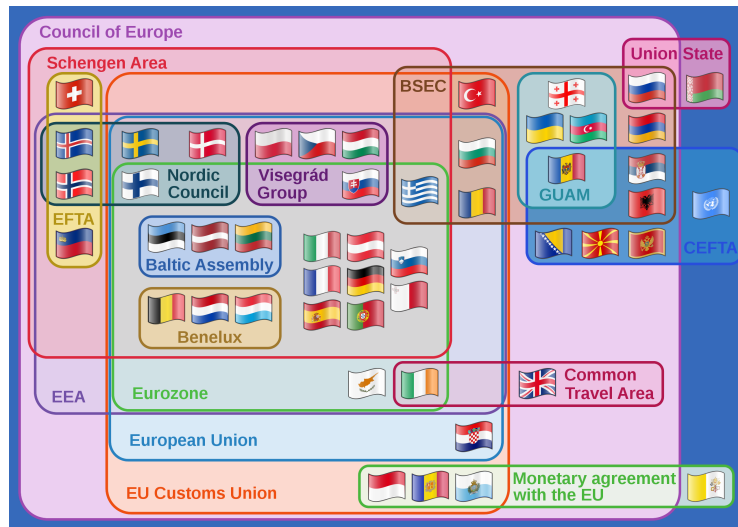 Council of Europe
Schengen Area
Union State
BSEC
Nordic
Council
Visegrád
Group
GUAM
EFTA
CEFTA
Baltic Assembly
Benelux
EEA
Eurozone
Common
Travel Area
European Union
EU Customs Union
Monetary agreement
with the EU